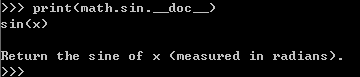 >>> print(math.sin.__doc__)
sin(x)

Return the sine of x (measured in radians).
>>>